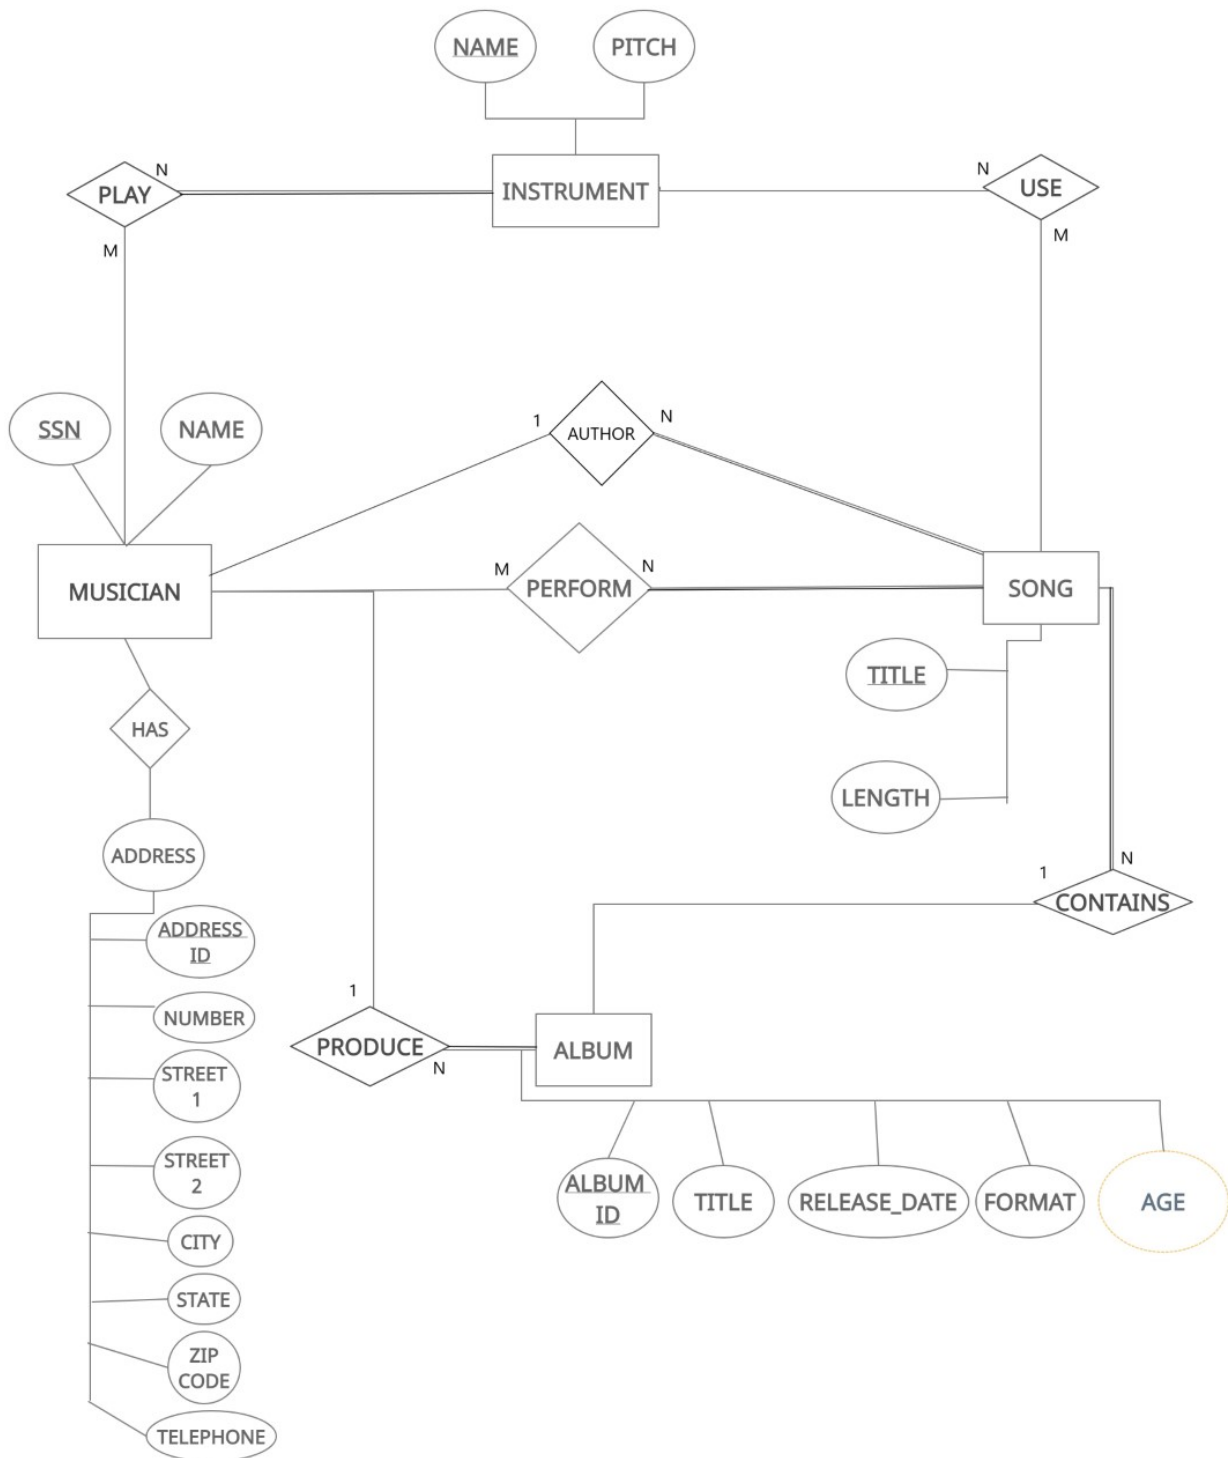 NAME
PITCH
N
PLAY
INSTRUMENT
N
USE
M
M
SSN
NAME
1
AUTHOR
N
MUSICIAN
M
PERFORM
N
SONG
TITLE
HAS
LENGTH
ADDRESS
1
N
CONTAINS
ADDRESS
ID
NUMBER
1
PRODUCE
N
ALBUM
STREET
1
STREET
2
ALBUM
ID
TITLE
RELEASE_DATE
FORMAT
AGE
CITY
STATE
ZIP
CODE
TELEPHONE